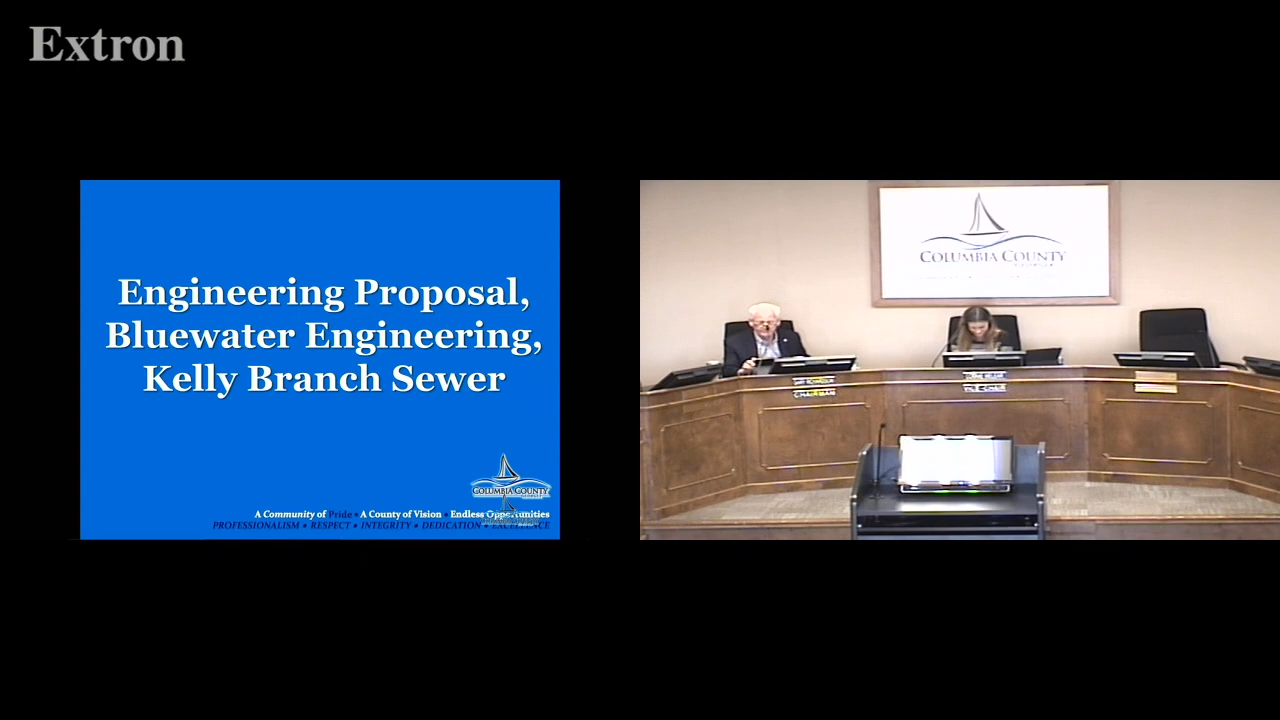 Extron
Engineering Proposal,
Bluewater Engineering,
Kelly Branch Sewer
COLUMBIA COUNTY
A Community of Pride • A County of Vision • Endless Opportunities
PROFESSIONALISM • RESPECT • INTEGRITY • DEDICATION • EXCELLENCE
COLUMBIA COUNTY
CHAIRMAN